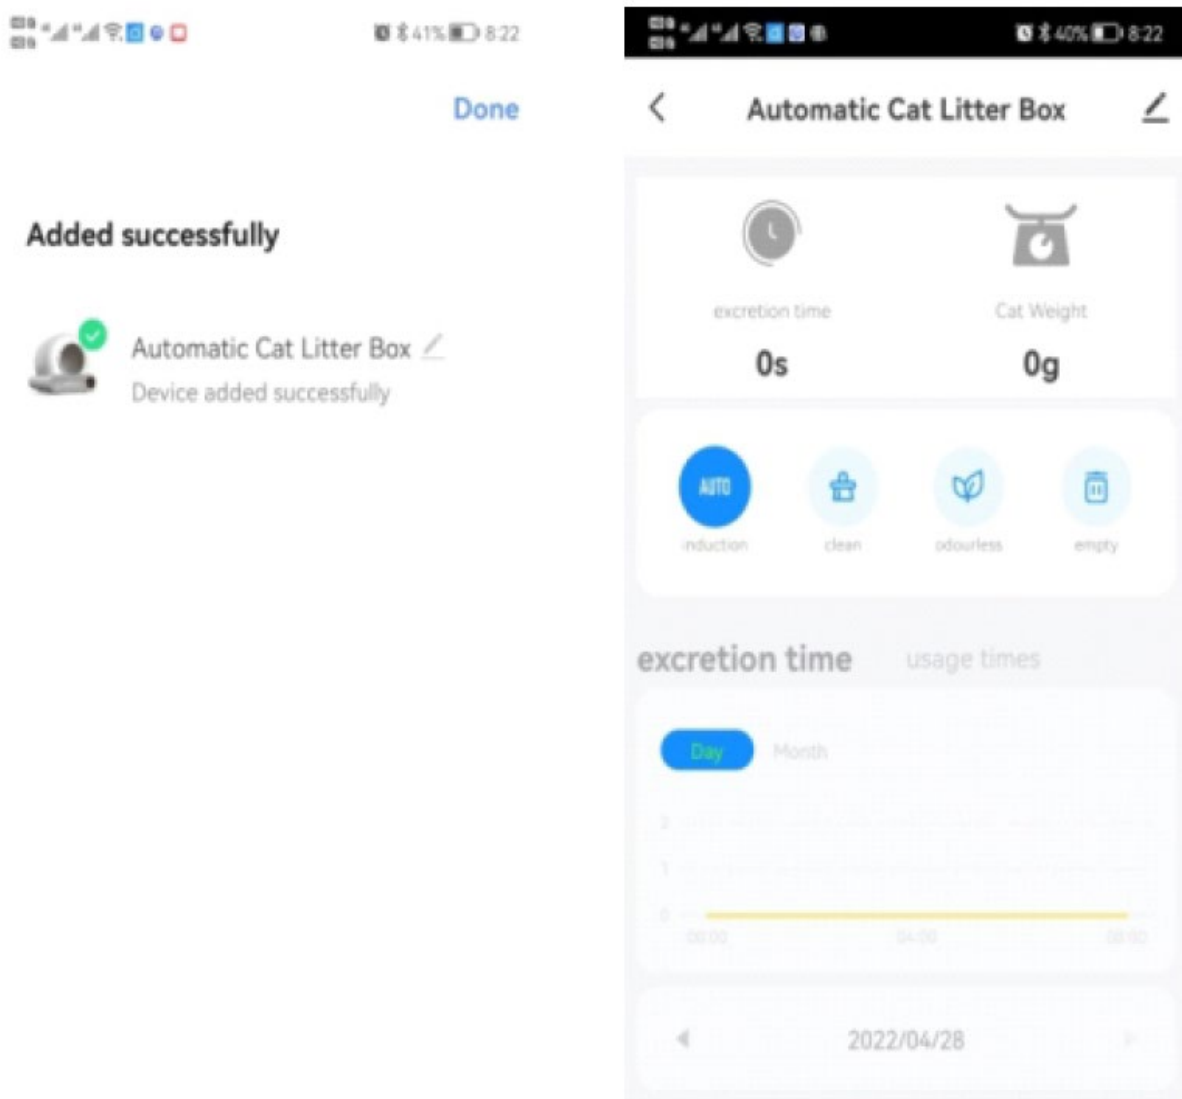 41% 8:22
Done
Added successfully
Automatic Cat Litter Box
Device added successfully
40% 8:22
Automatic Cat Litter Box
excretion time Cat Weight
0s 0g
AUTO
induction clean odourless empty
excretion time usage times
Day Month
2
1
0
00:00 04:00
2022/04/28